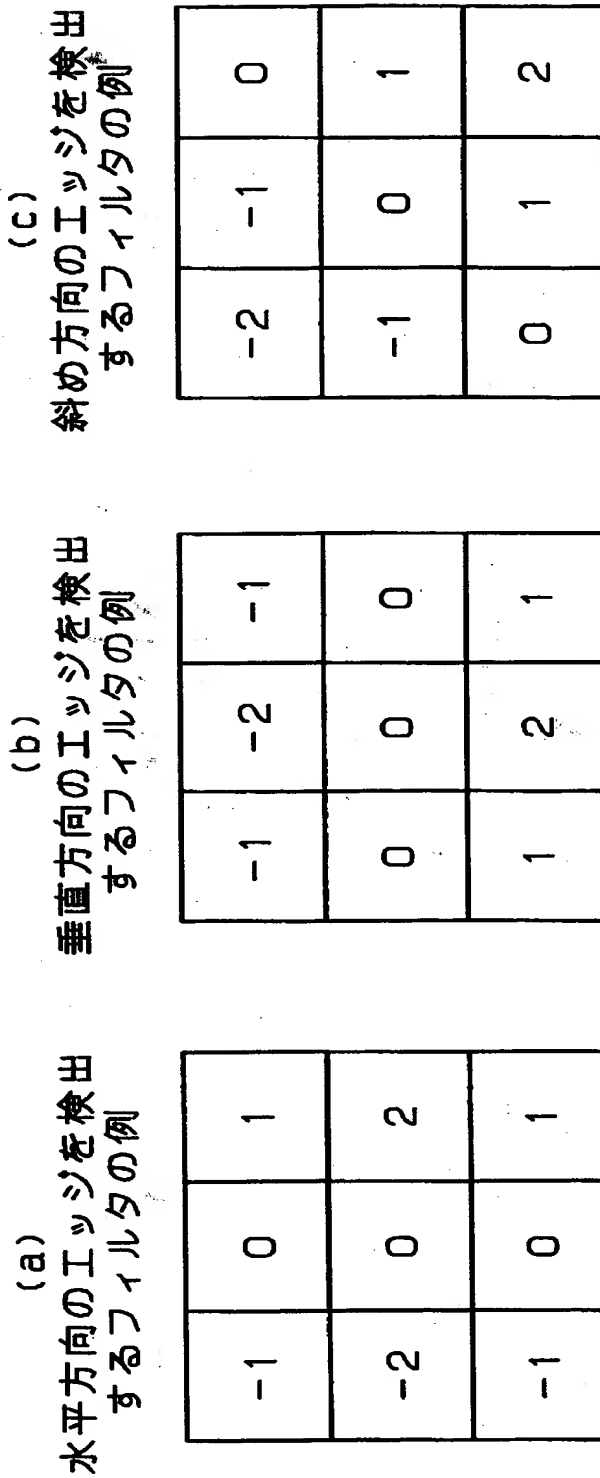 (a)
水平方向のエッジを検出
するフィルタの例
-1 0 1
-2 0 2
-1 0 1
(b)
垂直方向のエッジを検出
するフィルタの例
-1 -2 -1
0 0 0
1 2 1
(c)
斜め方向のエッジを検出
するフィルタの例
-2 -1 0
-1 0 1
0 1 2